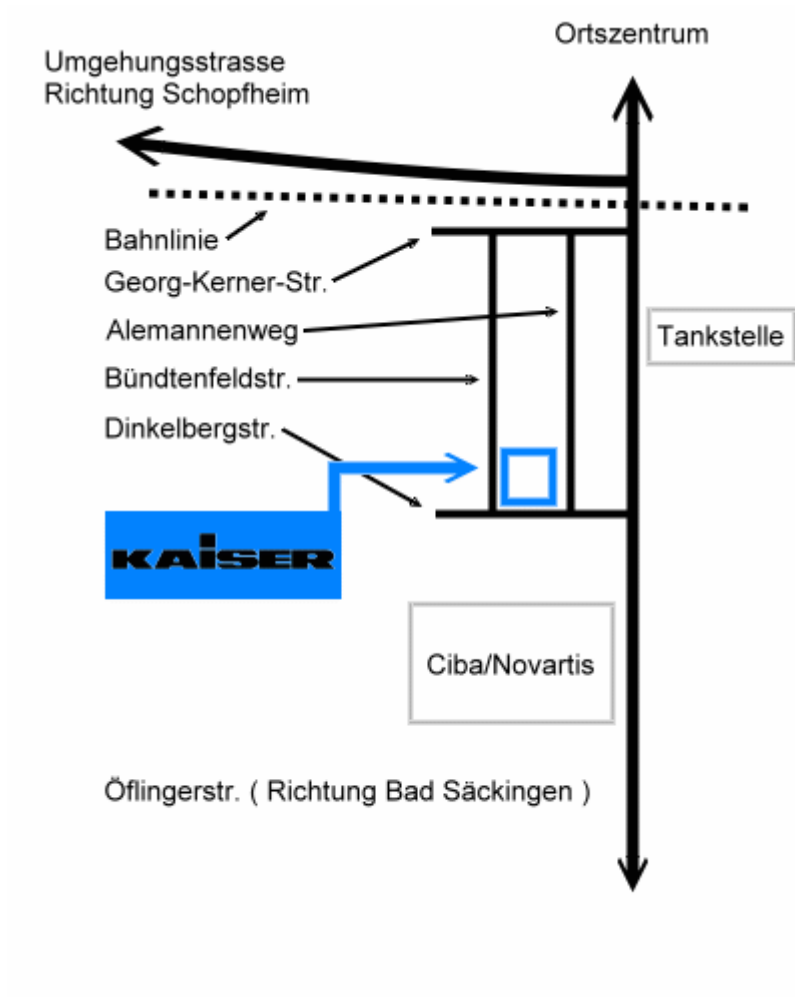 Ortszentrum
Umgehungsstrasse
Richtung Schopfheim
Bahnlinie
Georg-Kerner-Str.
Alemannenweg
Tankstelle
Bündtenfeldstr.
Dinkelbergstr.
KAiSER
Ciba/Novartis
Öflingerstr. ( Richtung Bad Säckingen )